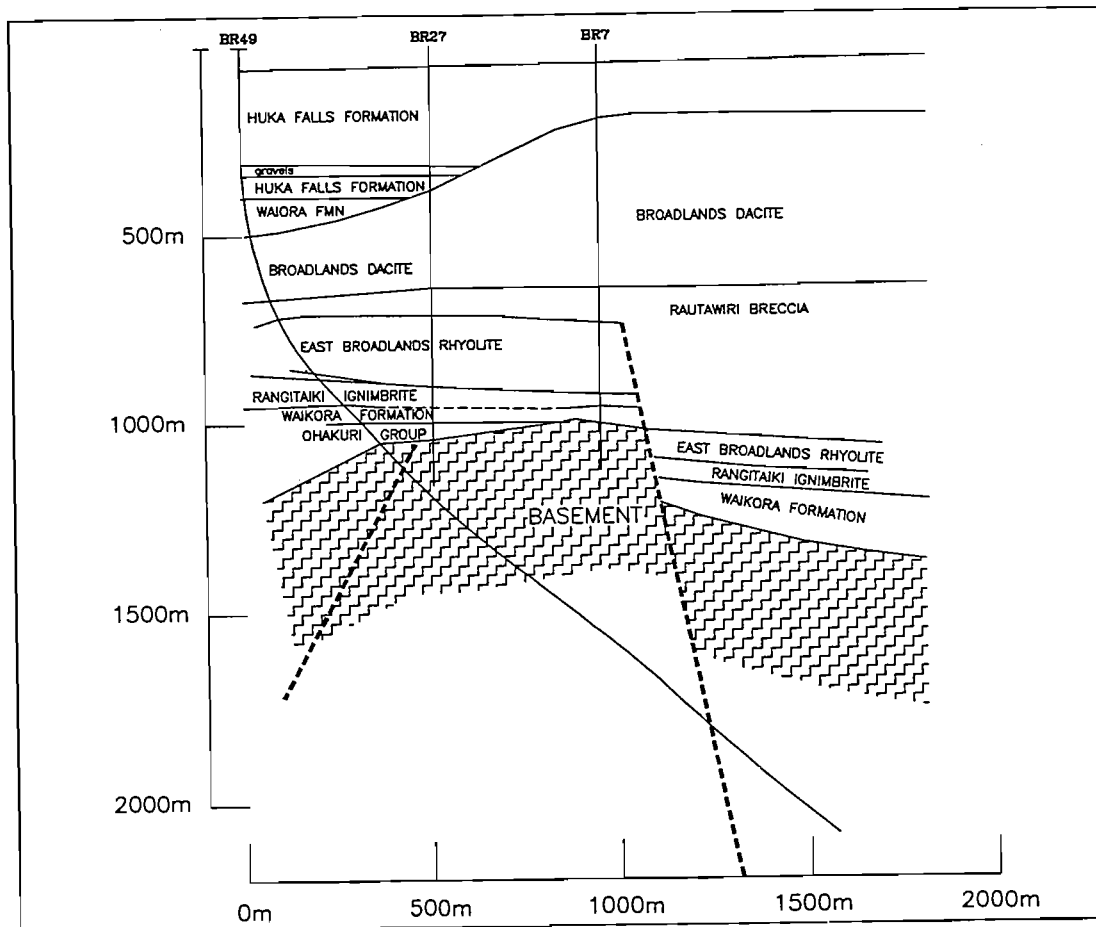 BR49 BR27 BR7
HUKA FALLS FORMATION
gravels
HUKA FALLS FORMATION
WAIORA FMN
BROADLANDS DACITE
500m
BROADLANDS DACITE
RAUTAWIRI BRECCIA
EAST BROADLANDS RHYOLITE
RANGITAIKI IGNIMBRITE
WAIKORA FORMATION
1000m
OHAKURI GROUP
EAST BROADLANDS RHYOLITE
RANGITAIKI IGNIMBRITE
WAIKORA FORMATION
BASEMENT
1500m
2000m
0m 500m 1000m 1500m 2000m